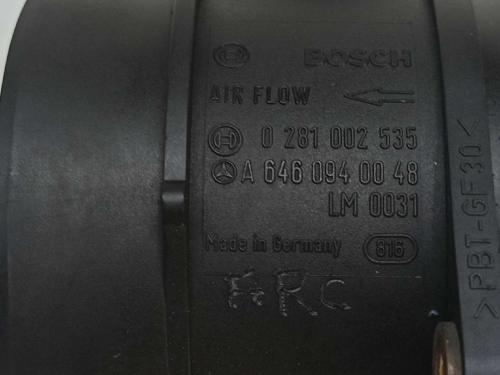 BOSCH
AIR FLOW
0 281 002 535
A 646 094 00 48
LM 0031
Made in Germany 816
ARC
>PBT-GF30<